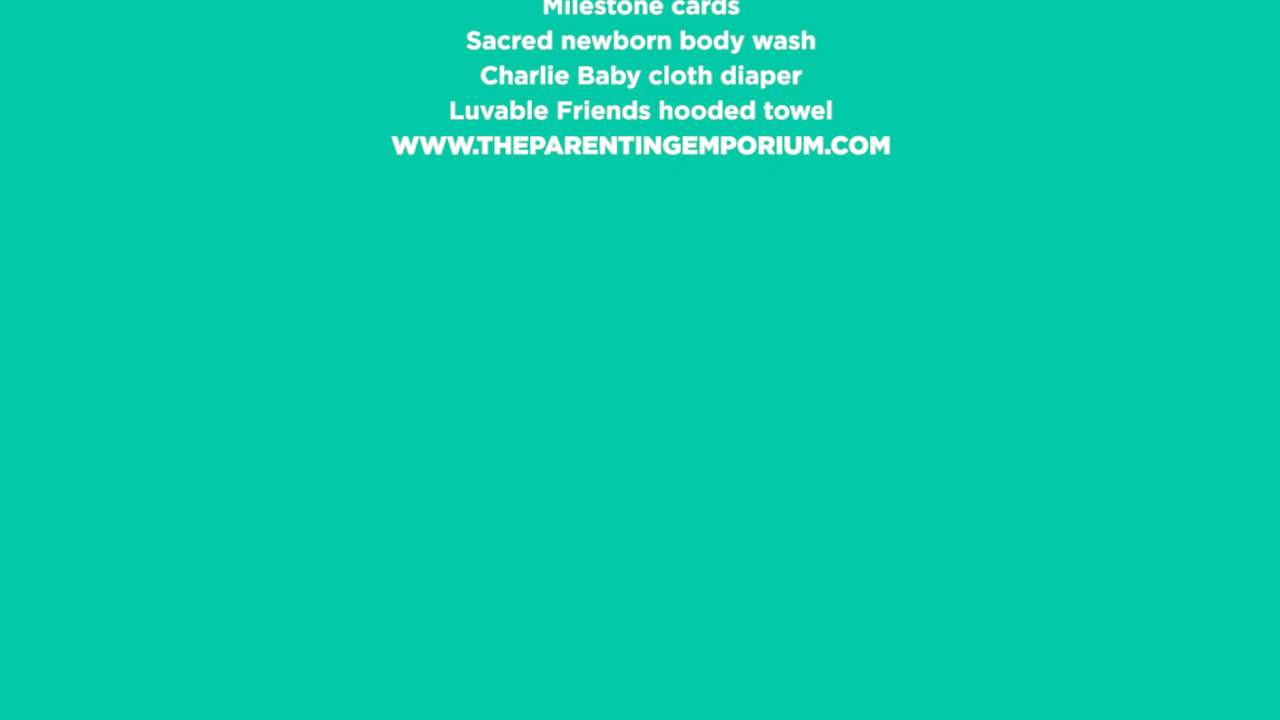 Milestone cards
Sacred newborn body wash
Charlie Baby cloth diaper
Luvable Friends hooded towel
WWW.THEPARENTINGEMPORIUM.COM